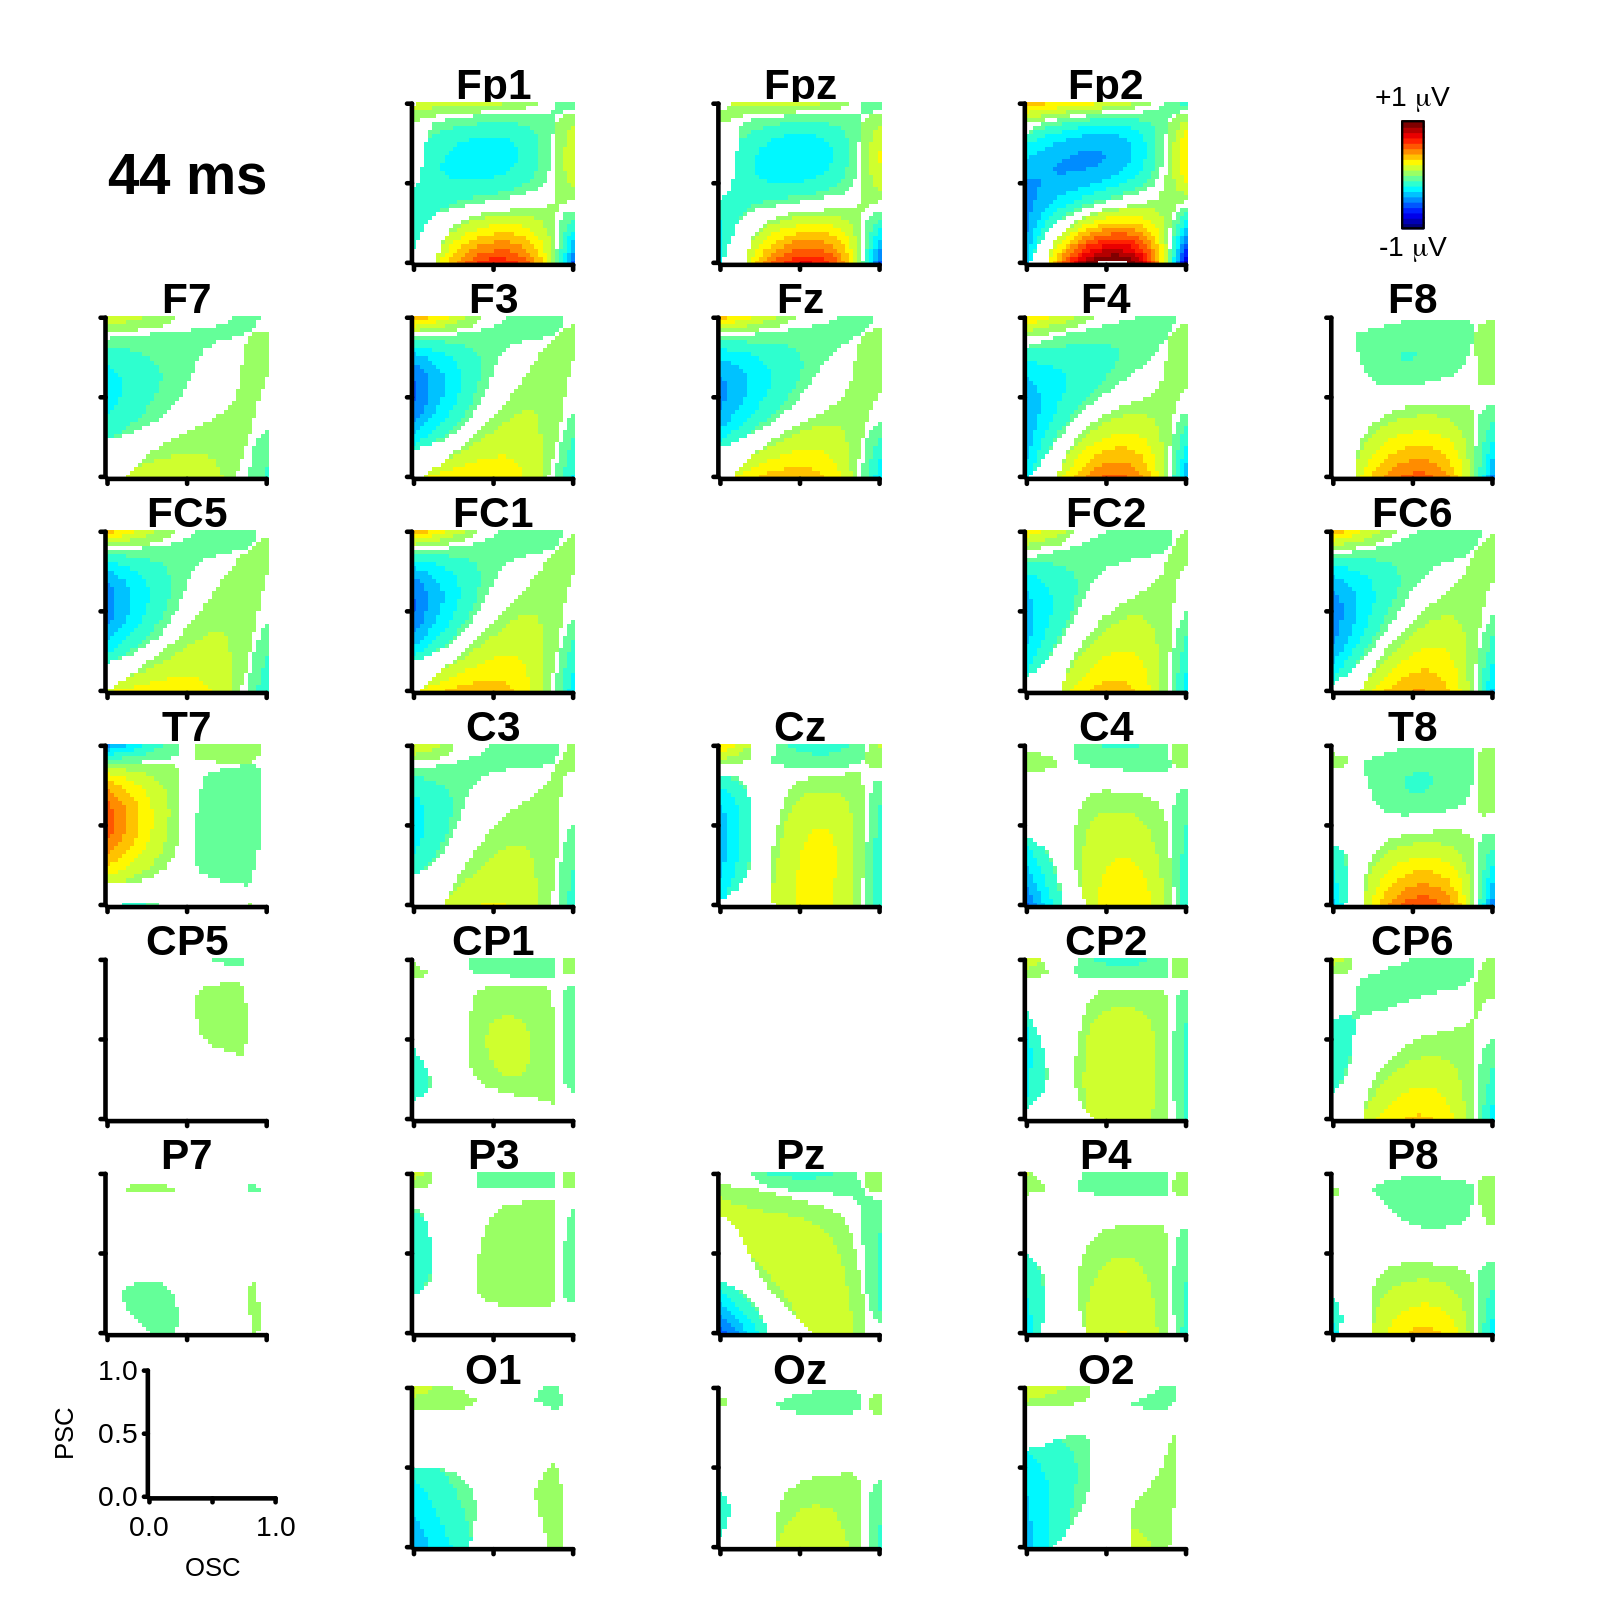 Fp1 Fpz Fp2
+1 μV
44 ms
-1 μV
F7 F3 Fz F4 F8
FC5 FC1 FC2 FC6
T7 C3 Cz C4 T8
CP5 CP1 CP2 CP6
P7 P3 Pz P4 P8
O1 Oz O2
1.0
PSC
0.5
0.0
0.0 1.0
OSC